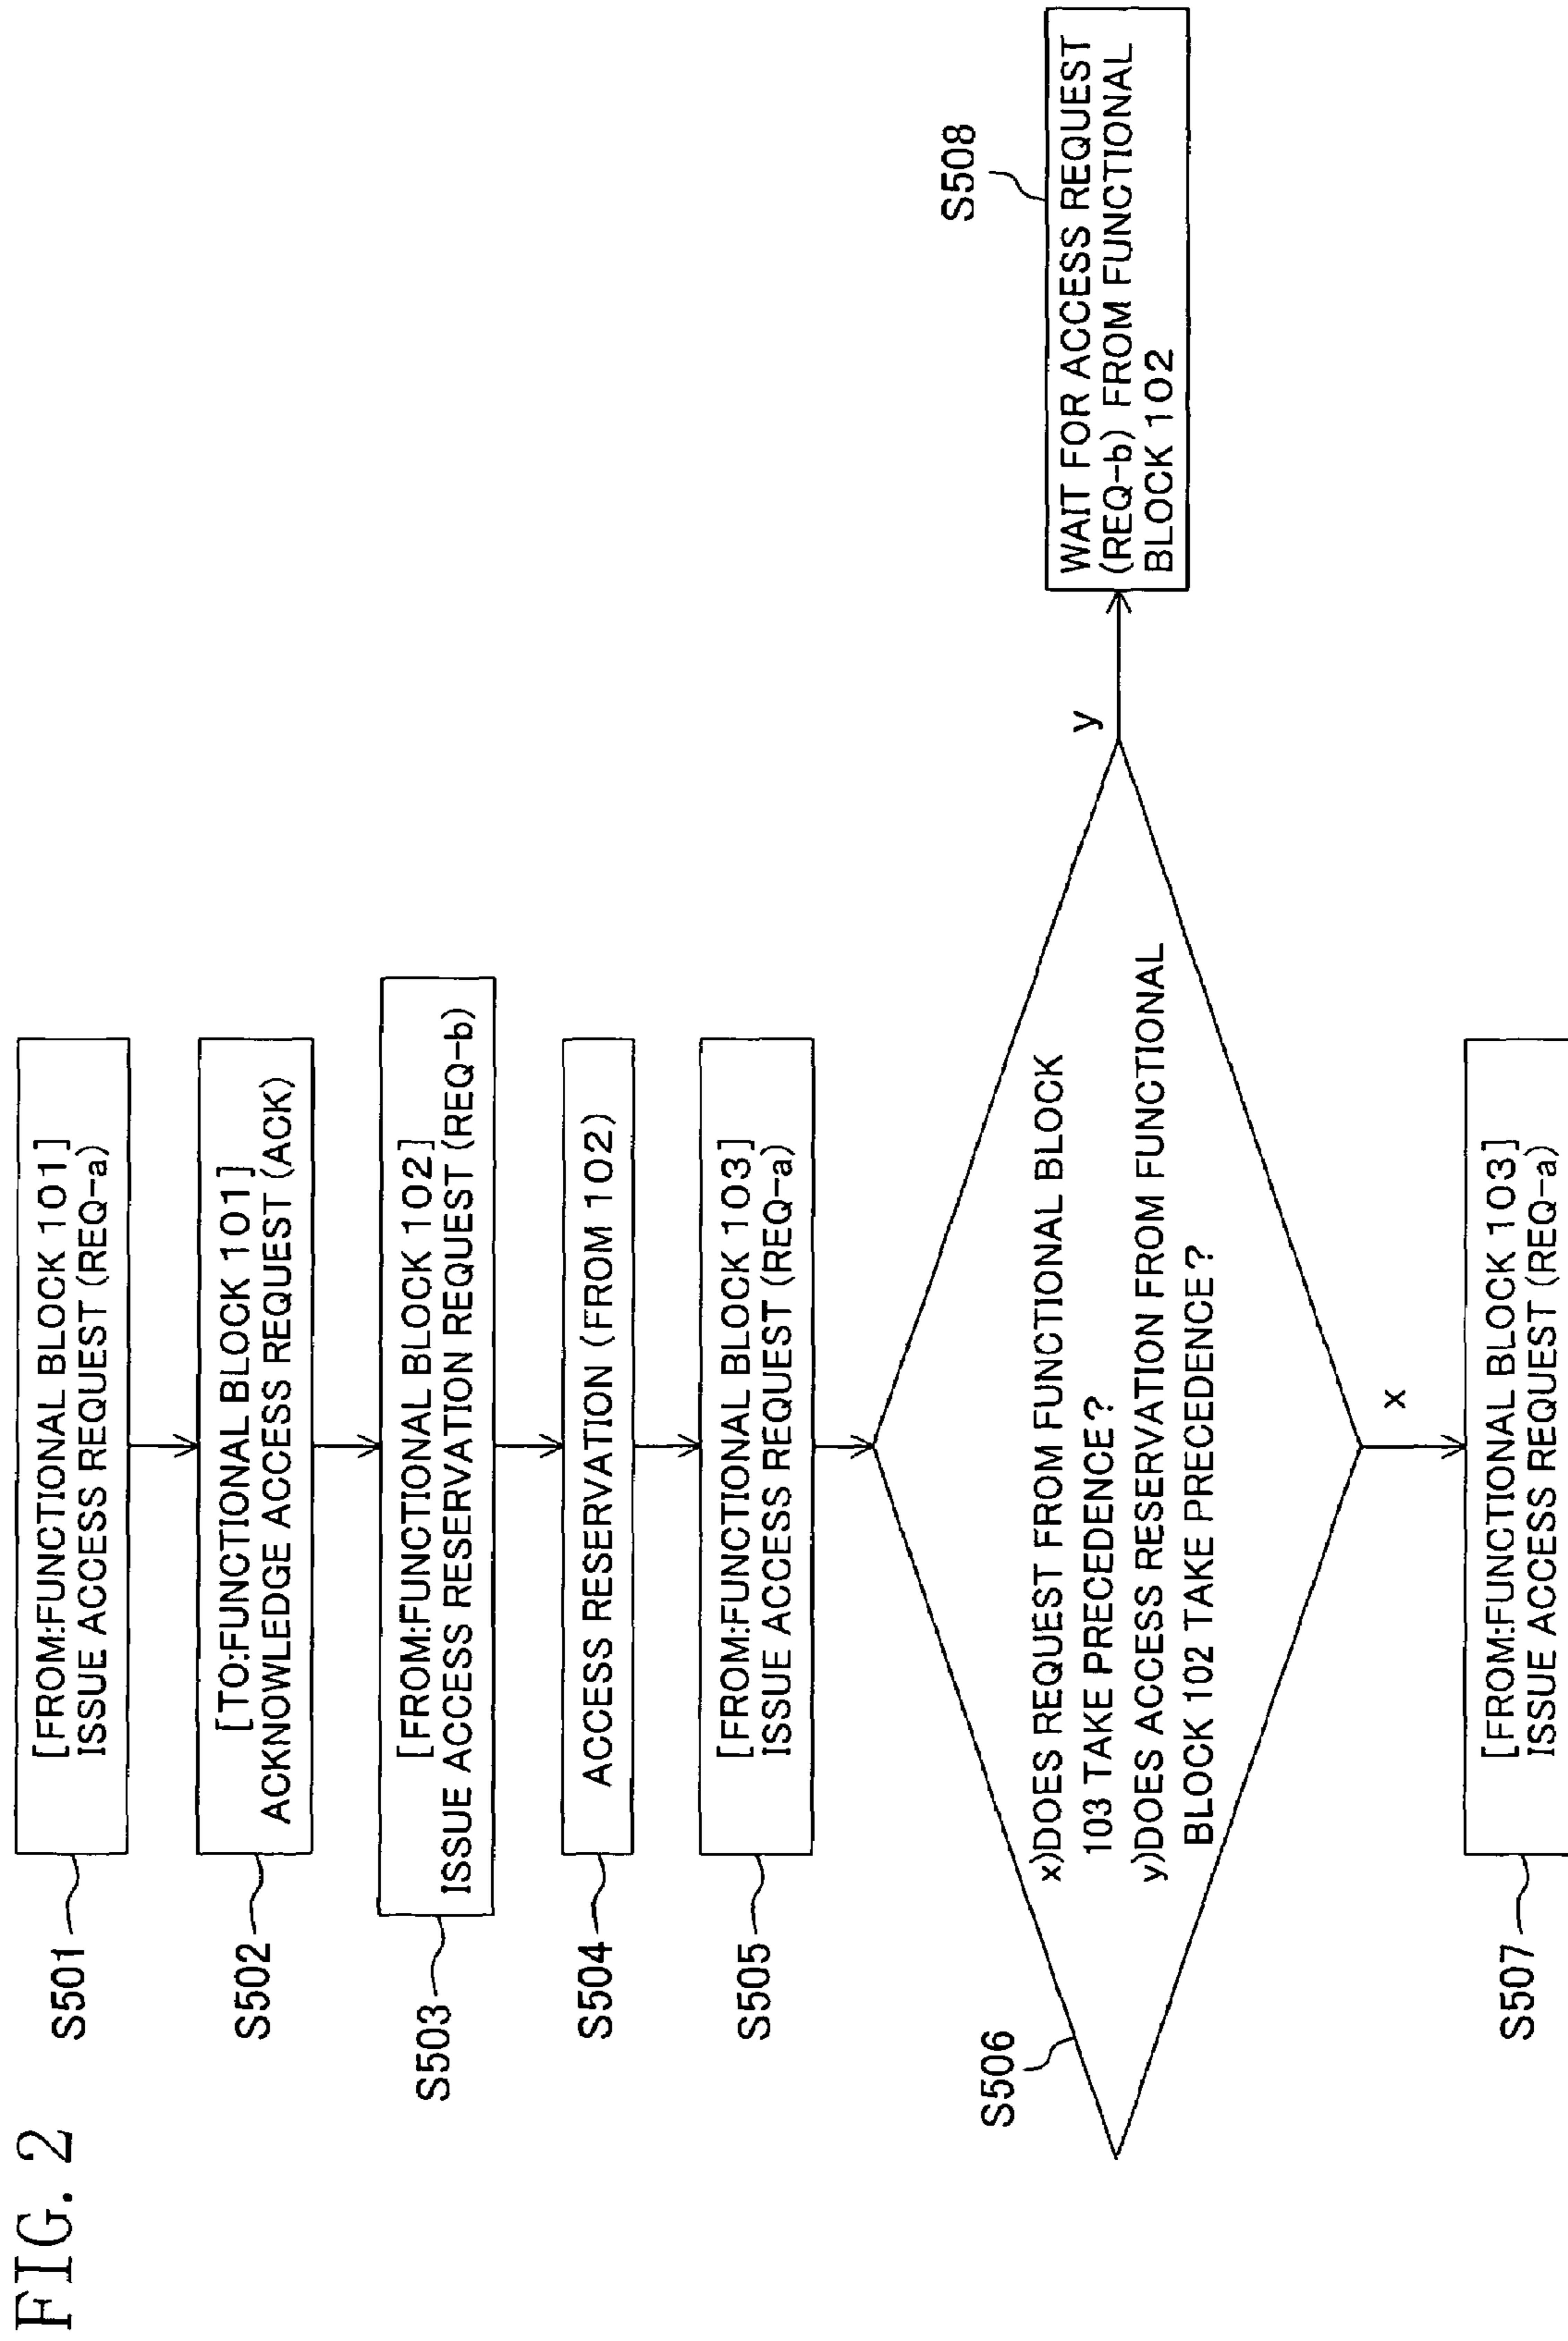 FIG. 2
S501
[FROM:FUNCTIONAL BLOCK 101]
ISSUE ACCESS REQUEST (REQ-a)
S502
[TO:FUNCTIONAL BLOCK 101]
ACKNOWLEDGE ACCESS REQUEST (ACK)
S503
[FROM:FUNCTIONAL BLOCK 102]
ISSUE ACCESS RESERVATION REQUEST (REQ-b)
S504
ACCESS RESERVATION (FROM 102)
S505
[FROM:FUNCTIONAL BLOCK 103]
ISSUE ACCESS REQUEST (REQ-a)
S506
x)DOES REQUEST FROM FUNCTIONAL BLOCK
103 TAKE PRECEDENCE?
y)DOES ACCESS RESERVATION FROM FUNCTIONAL
BLOCK 102 TAKE PRECEDENCE?
y
S508
WAIT FOR ACCESS REQUEST
(REQ-b) FROM FUNCTIONAL
BLOCK 102
x
S507
[FROM:FUNCTIONAL BLOCK 103]
ISSUE ACCESS REQUEST (REQ-a)